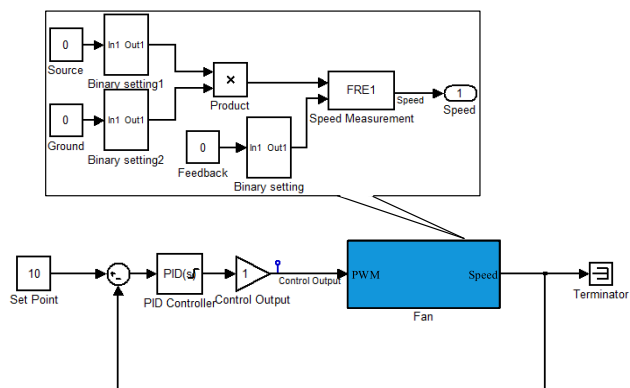 0
Source
In1 Out1
Binary setting1
0
Ground
In1 Out1
Binary setting2
×
Product
0
Feedback
In1 Out1
Binary setting
FRE1
Speed Measurement
Speed
1
Speed
10
Set Point
+
-
PID(s)
PID Controller
1
Control Output
Control Output
PWM
Speed
Fan
Terminator